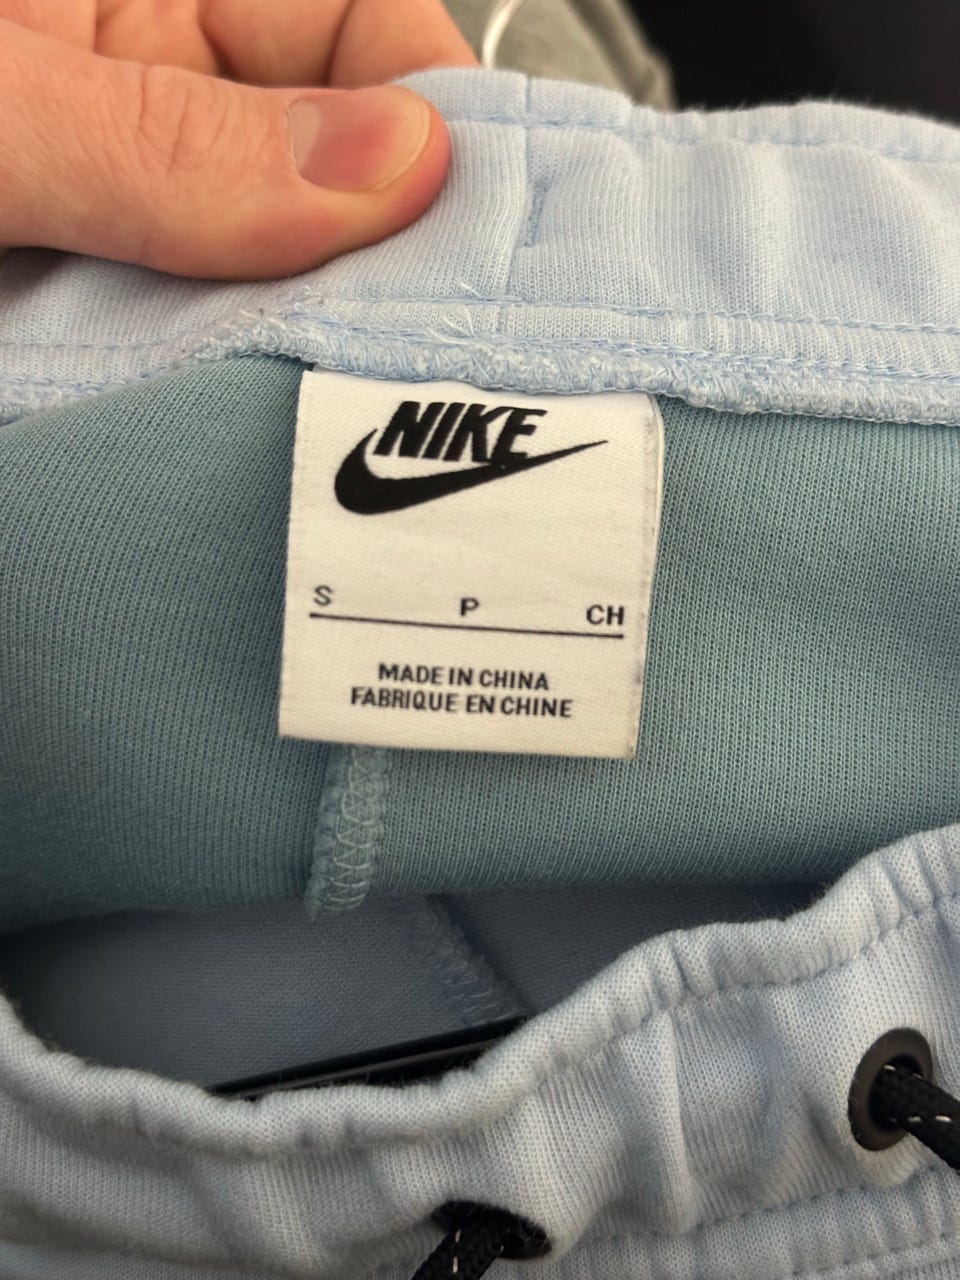 NIKE
S P CH
MADE IN CHINA
FABRIQUE EN CHINE